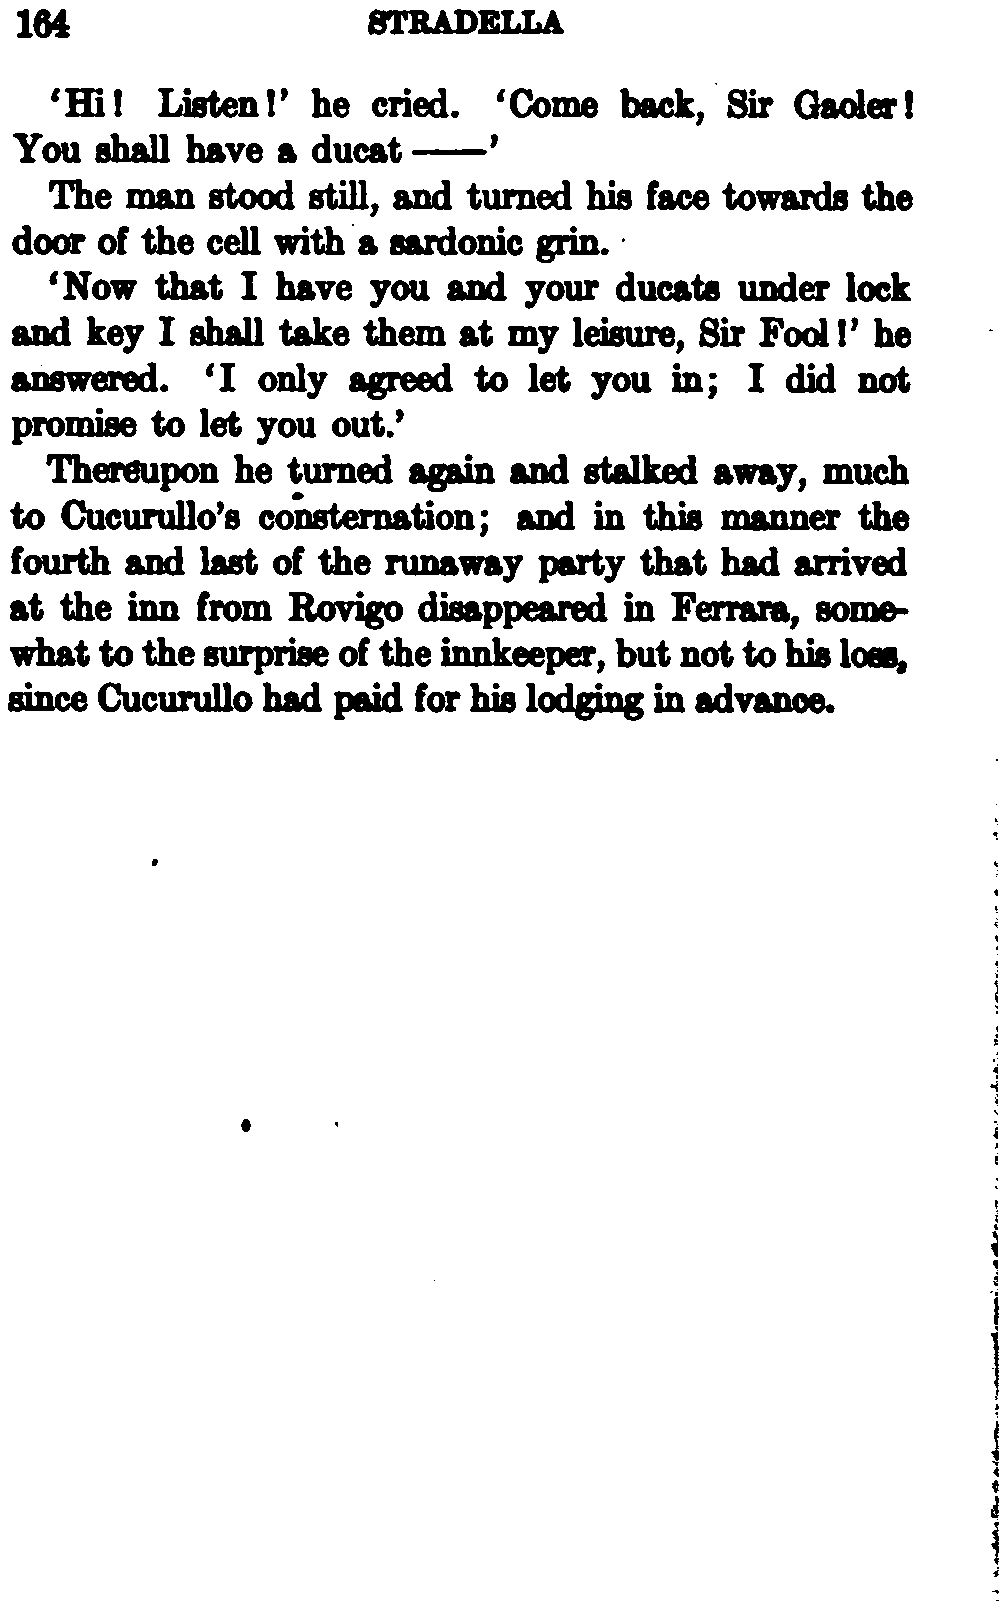 164 STRADELLA
‘Hi! Listen!’ he cried. ‘Come back, Sir Gaoler!
You shall have a ducat ——’
The man stood still, and turned his face towards the
door of the cell with a sardonic grin.
‘Now that I have you and your ducats under lock
and key I shall take them at my leisure, Sir Fool!’ he
answered. ‘I only agreed to let you in; I did not
promise to let you out.’
Thereupon he turned again and stalked away, much
to Cucurullo’s consternation; and in this manner the
fourth and last of the runaway party that had arrived
at the inn from Rovigo disappeared in Ferrara, some-
what to the surprise of the innkeeper, but not to his loss,
since Cucurullo had paid for his lodging in advance.